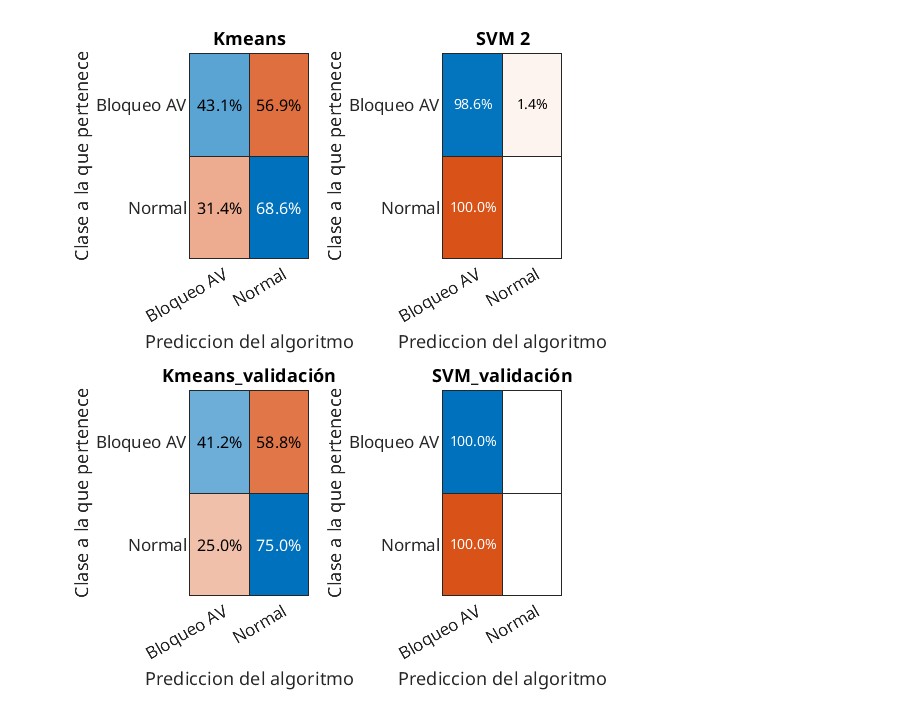 Kmeans
Clase a la que pertenece
Bloqueo AV
43.1% 56.9%
Normal
31.4% 68.6%
Bloqueo AV
Normal
Prediccion del algoritmo
SVM 2
Clase a la que pertenece
Bloqueo AV
98.6% 1.4%
Normal
100.0%
Bloqueo AV
Normal
Prediccion del algoritmo
Kmeans_validación
Clase a la que pertenece
Bloqueo AV
41.2% 58.8%
Normal
25.0% 75.0%
Bloqueo AV
Normal
Prediccion del algoritmo
SVM_validación
Clase a la que pertenece
Bloqueo AV
100.0%
Normal
100.0%
Bloqueo AV
Normal
Prediccion del algoritmo